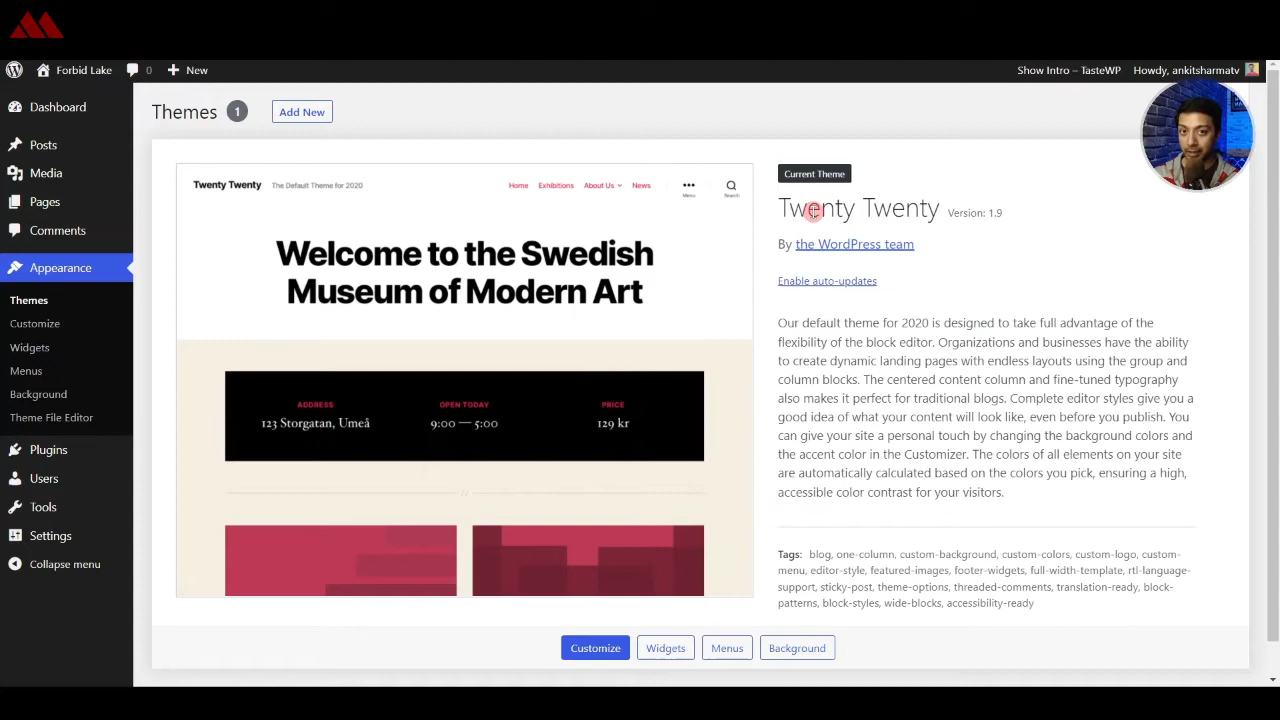 Forbid Lake
0
New
Show Intro – TasteWP
Howdy, ankitsharmatv
Dashboard
Posts
Media
Pages
Comments
Appearance
Themes
Customize
Widgets
Menus
Background
Theme File Editor
Plugins
Users
Tools
Settings
Collapse menu
Themes 1
Add New
Twenty Twenty
The Default Theme for 2020
Home
Exhibitions
About Us
News
Menu
Search
Welcome to the Swedish
Museum of Modern Art
ADDRESS
123 Storgatan, Umeå
OPEN TODAY
9:00 — 5:00
PRICE
129 kr
Current Theme
Twenty Twenty Version: 1.9
By the WordPress team
Enable auto-updates
Our default theme for 2020 is designed to take full advantage of the
flexibility of the block editor. Organizations and businesses have the ability
to create dynamic landing pages with endless layouts using the group and
column blocks. The centered content column and fine-tuned typography
also makes it perfect for traditional blogs. Complete editor styles give you a
good idea of what your content will look like, even before you publish. You
can give your site a personal touch by changing the background colors and
the accent color in the Customizer. The colors of all elements on your site
are automatically calculated based on the colors you pick, ensuring a high,
accessible color contrast for your visitors.
Tags: blog, one-column, custom-background, custom-colors, custom-logo, custom-
menu, editor-style, featured-images, footer-widgets, full-width-template, rtl-language-
support, sticky-post, theme-options, threaded-comments, translation-ready, block-
patterns, block-styles, wide-blocks, accessibility-ready
Customize
Widgets
Menus
Background